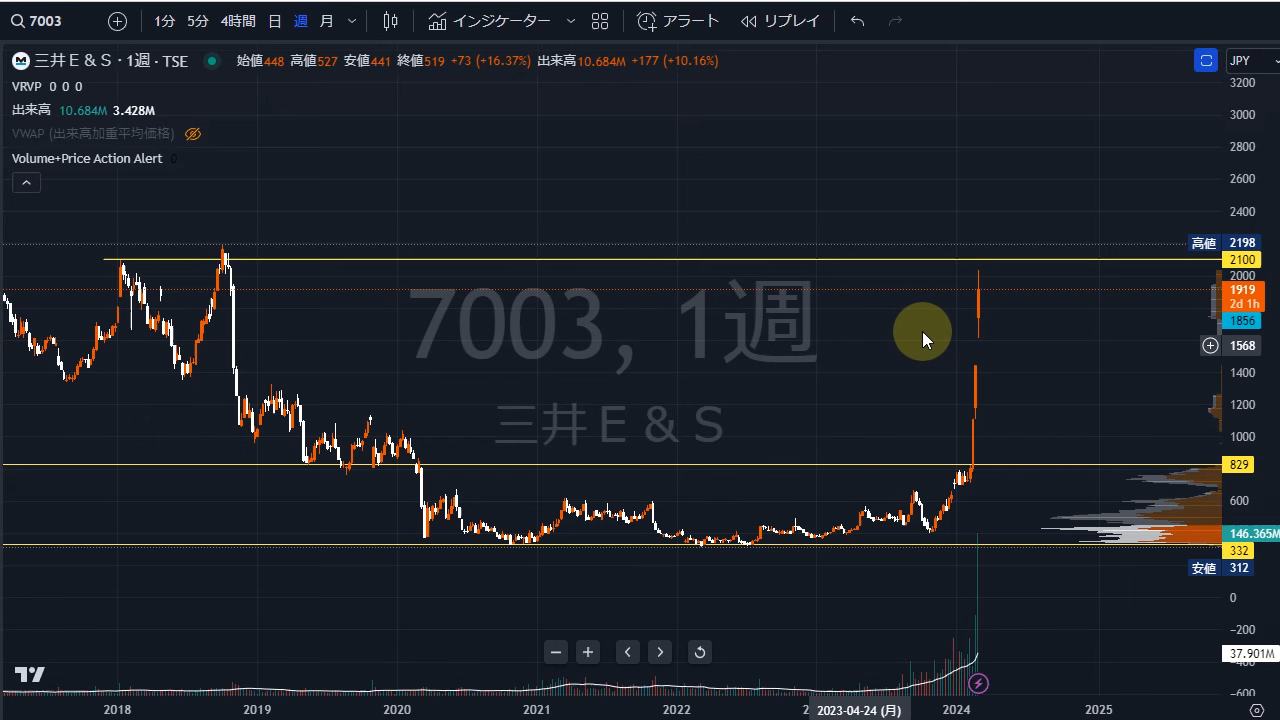 7003 1分 5分 4時間 日 週 月 インジケーター アラート リプレイ
三井Ｅ＆Ｓ · 1週 · TSE 始値448 高値527 安値441 終値519 +73 (+16.37%) 出来高10.684M +177 (+10.16%) JPY
VRVP 0 0 0
出来高 10.684M 3.428M
VWAP (出来高加重平均価格)
Volume+Price Action Alert 0
3200
3000
2800
2600
2400
高値 2198
2100
2000
1919
2d 1h
1856
1568
1400
1200
1000
829
600
146.365M
332
安値 312
0
−200
37.901M
−400
−600
7003, 1週
三井Ｅ＆Ｓ
2018 2019 2020 2021 2022 2023-04-24 (月) 2024 2025